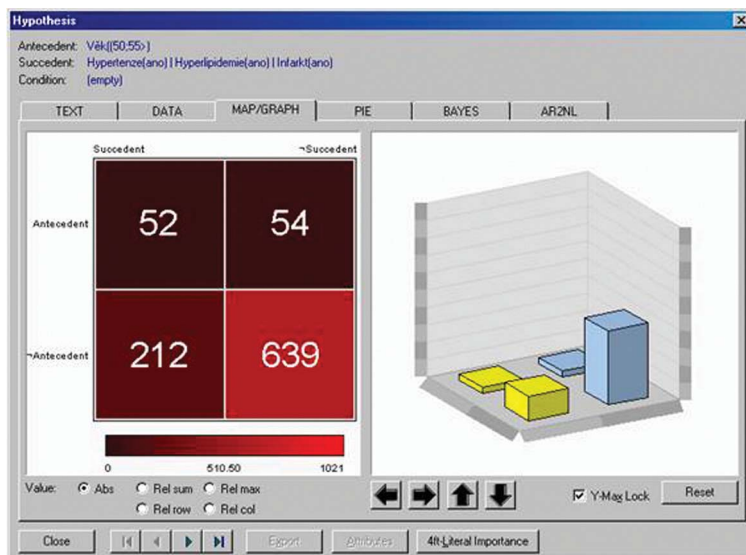 Hypothesis
Antecedent: Věk((50;55>)
Succedent: Hypertenze(ano) | Hyperlipidemie(ano) | Infarkt(ano)
Condition: (empty)
TEXT DATA MAP/GRAPH PIE BAYES AR2NL
Succedent ¬Succedent
Antecedent 52 54
¬Antecedent 212 639
0 510.50 1021
Value: Abs Rel sum Rel max
Rel row Rel col
Y-Max Lock Reset
Close Export Attributes 4ft-Literal Importance